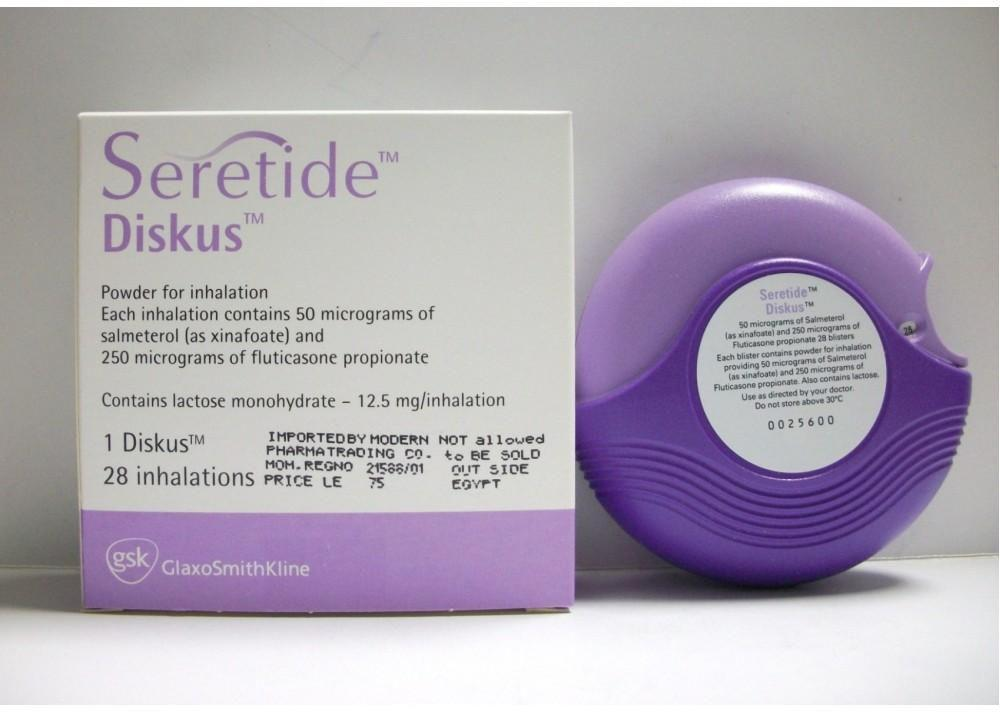 Seretide™
Diskus™
Powder for inhalation
Each inhalation contains 50 micrograms of
salmeterol (as xinafoate) and
250 micrograms of fluticasone propionate
Contains lactose monohydrate – 12.5 mg/inhalation
1 Diskus™
28 inhalations
IMPORTEDBY MODERN NOT allowed
PHARMATRADING CO. to BE SOLD
MOM.REGNO 21586/01 OUT SIDE
PRICE LE 75 EGYPT
gsk GlaxoSmithKline
Seretide™
Diskus™
50 micrograms of Salmeterol
(as xinafoate) and 250 micrograms of
Fluticasone propionate 28 blisters
Each blister contains powder for inhalation
providing 50 micrograms of Salmeterol
(as xinafoate) and 250 micrograms of
Fluticasone propionate. Also contains lactose.
Use as directed by your doctor.
Do not store above 30°C
0025600
28